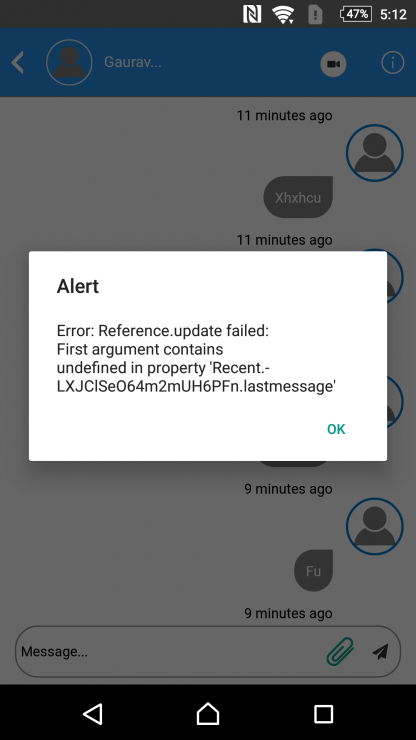 47% 5:12
Gaurav...
11 minutes ago
Xhxhcu
11 minutes ago
Alert
Error: Reference.update failed:
First argument contains
undefined in property 'Recent.-
LXJClSeO64m2mUH6PFn.lastmessage'
OK
9 minutes ago
Fu
9 minutes ago
Message...